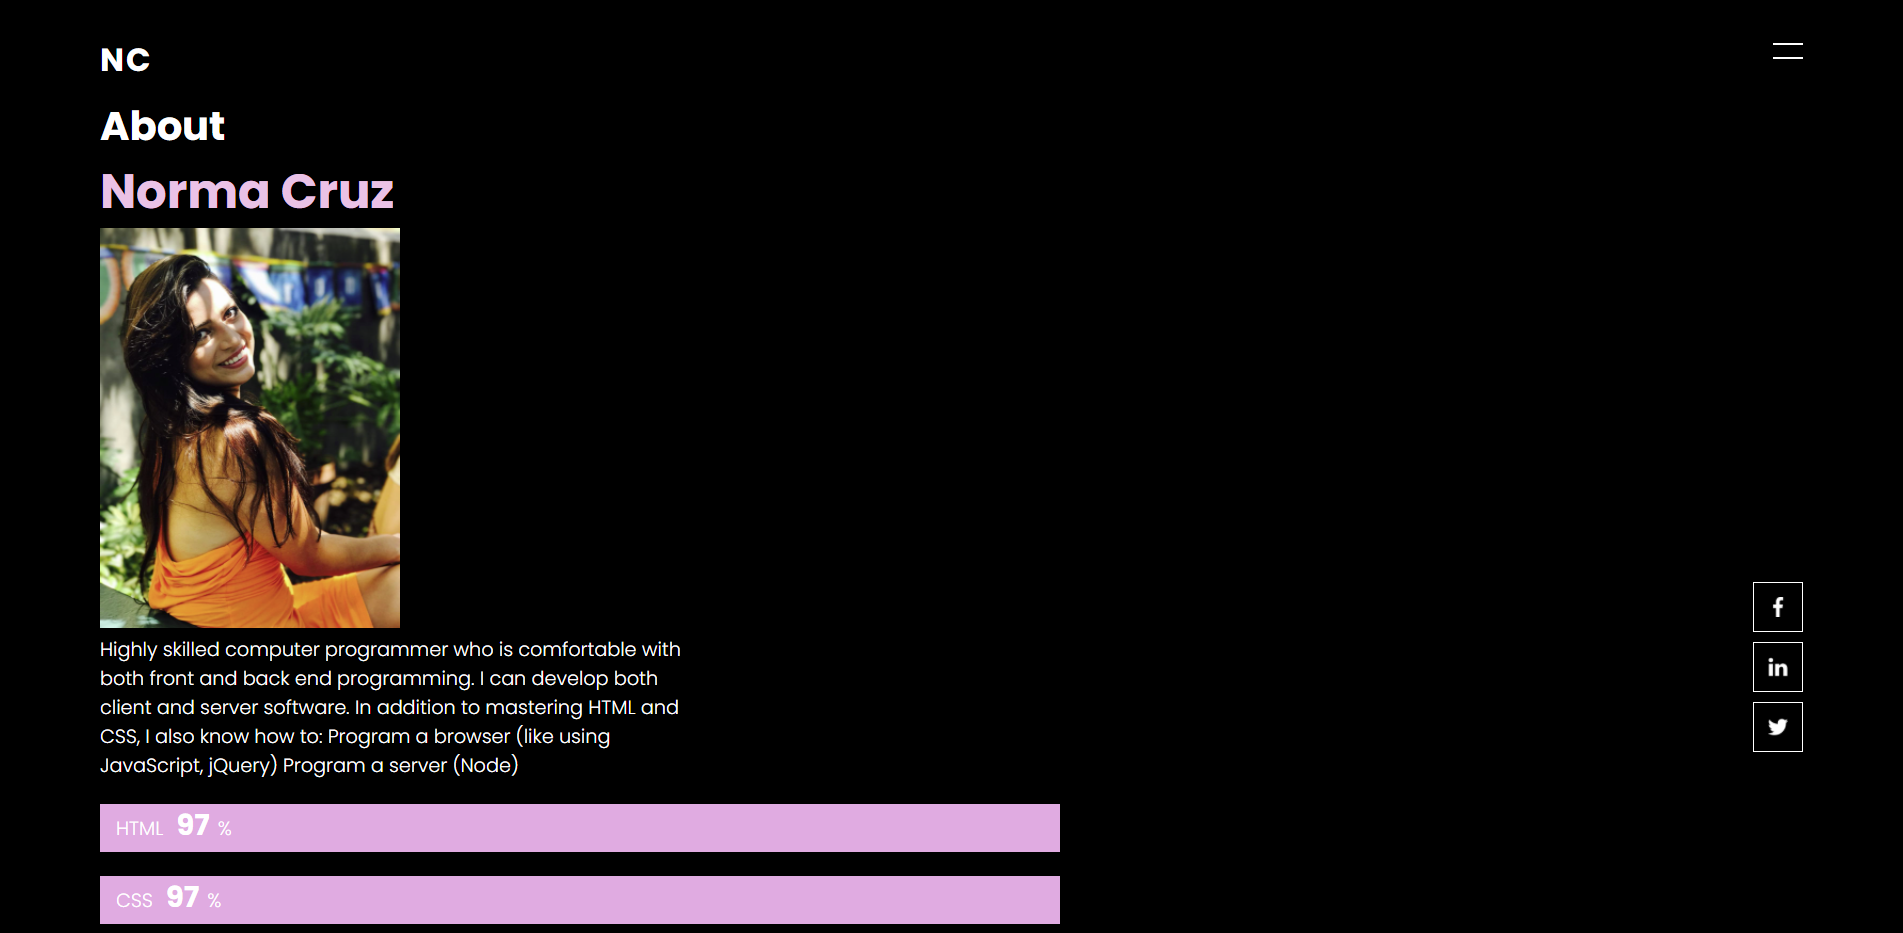 NC
About
Norma Cruz
Highly skilled computer programmer who is comfortable with
both front and back end programming. I can develop both
client and server software. In addition to mastering HTML and
CSS, I also know how to: Program a browser (like using
JavaScript, jQuery) Program a server (Node)
HTML 97 %
CSS 97 %
f
in